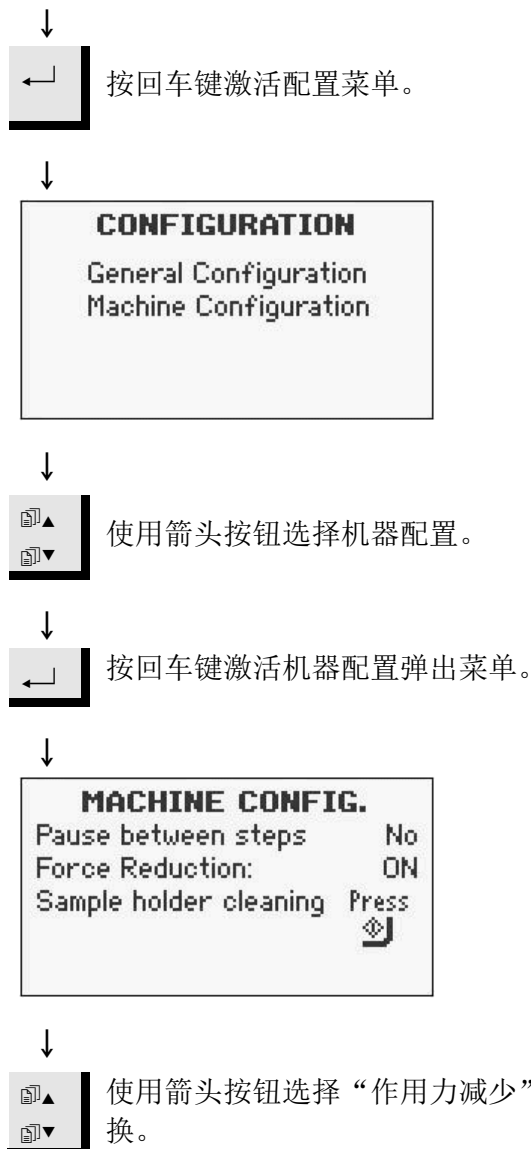 按回车键激活配置菜单。
CONFIGURATION
General Configuration
Machine Configuration
使用箭头按钮选择机器配置。
按回车键激活机器配置弹出菜单。
MACHINE CONFIG.
Pause between steps No
Force Reduction: ON
Sample holder cleaning Press
使用箭头按钮选择“作用力减少”
换。